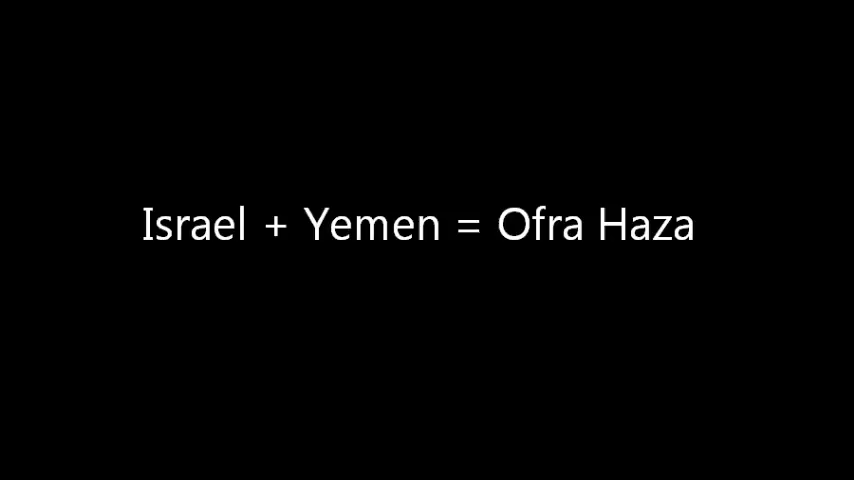 Israel + Yemen = Ofra Haza